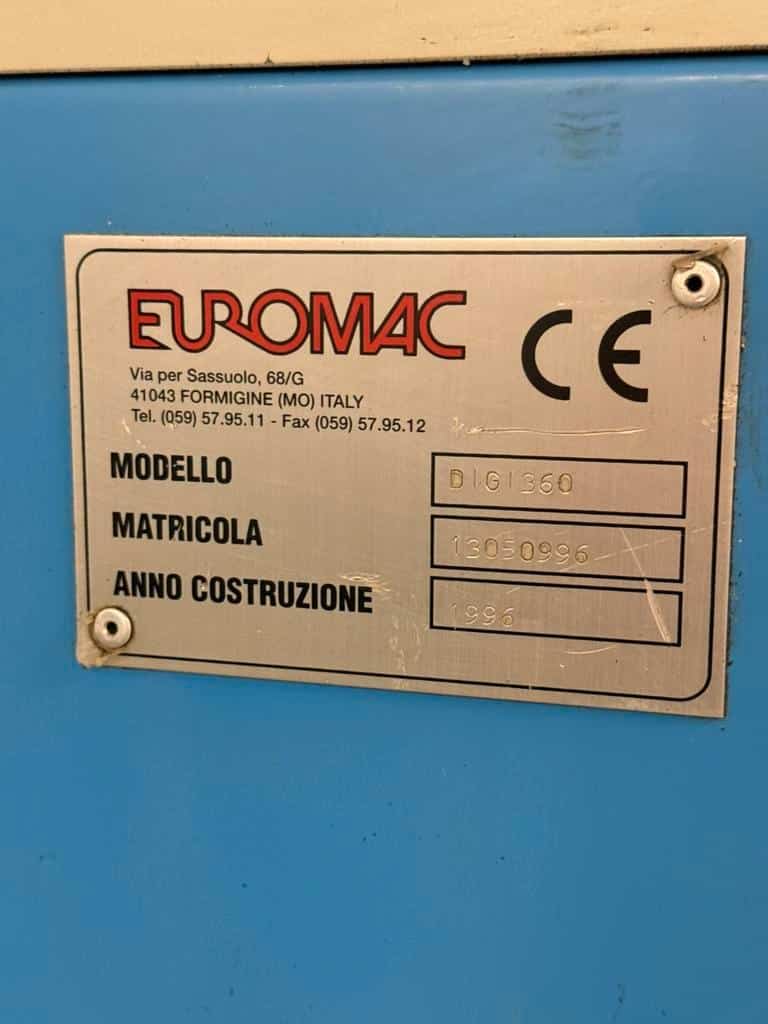 EUROMAC
CE
Via per Sassuolo, 68/G
41043 FORMIGINE (MO) ITALY
Tel. (059) 57.95.11 - Fax (059) 57.95.12
MODELLO DIGI360
MATRICOLA 13050996
ANNO COSTRUZIONE 1996